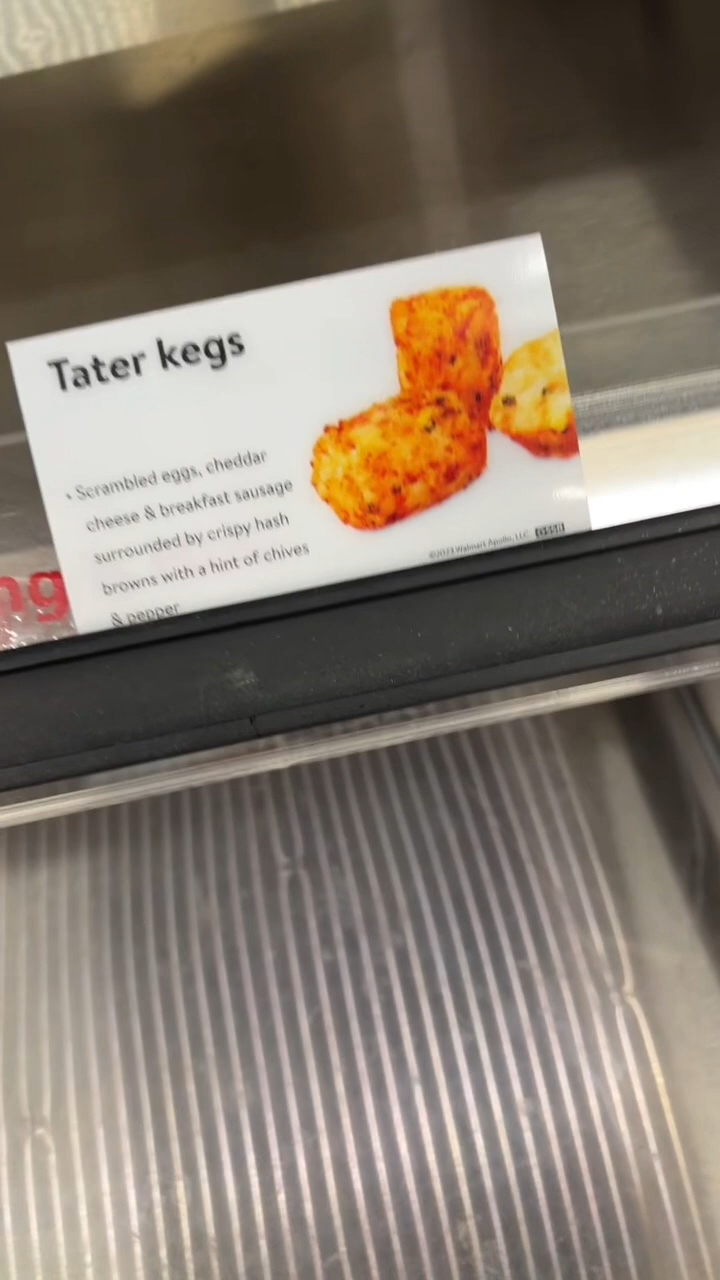 Tater kegs
• Scrambled eggs, cheddar
cheese & breakfast sausage
surrounded by crispy hash
browns with a hint of chives
& pepper
©2023 Walmart Apollo, LLC
ng